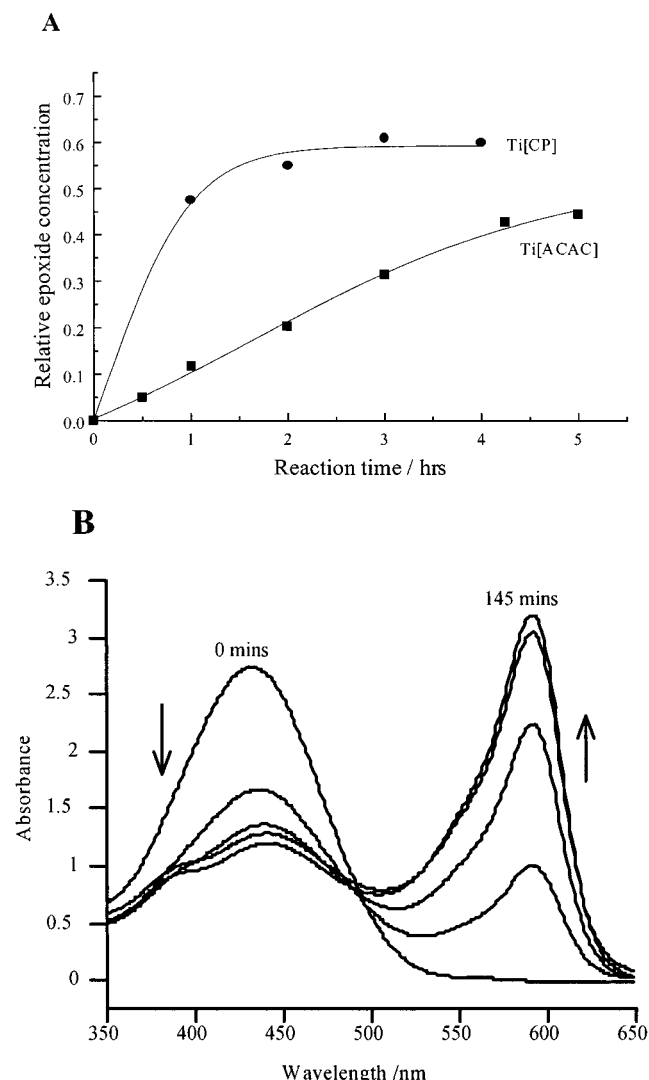 A
Relative epoxide concentration
0.7
0.6
0.5
0.4
0.3
0.2
0.1
0.0
Ti[CP]
Ti[ACAC]
0 1 2 3 4 5
Reaction time / hrs
B
Absorbance
3.5
3
2.5
2
1.5
1
0.5
0
0 mins
145 mins
350 400 450 500 550 600 650
Wavelength /nm